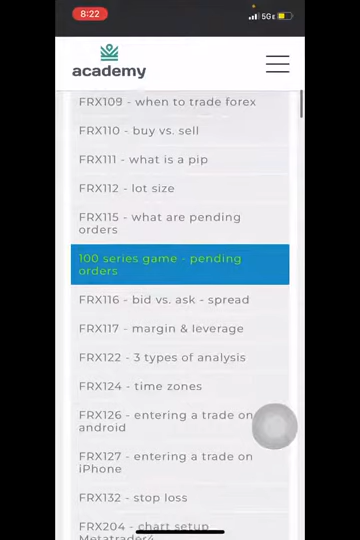 8:22
5GE
academy
FRX109 - when to trade forex
FRX110 - buy vs. sell
FRX111 - what is a pip
FRX112 - lot size
FRX115 - what are pending
orders
100 series game - pending
orders
FRX116 - bid vs. ask - spread
FRX117 - margin & leverage
FRX122 - 3 types of analysis
FRX124 - time zones
FRX126 - entering a trade on
android
FRX127 - entering a trade on
iPhone
FRX132 - stop loss
FRX204 - chart setup
Metatrader4